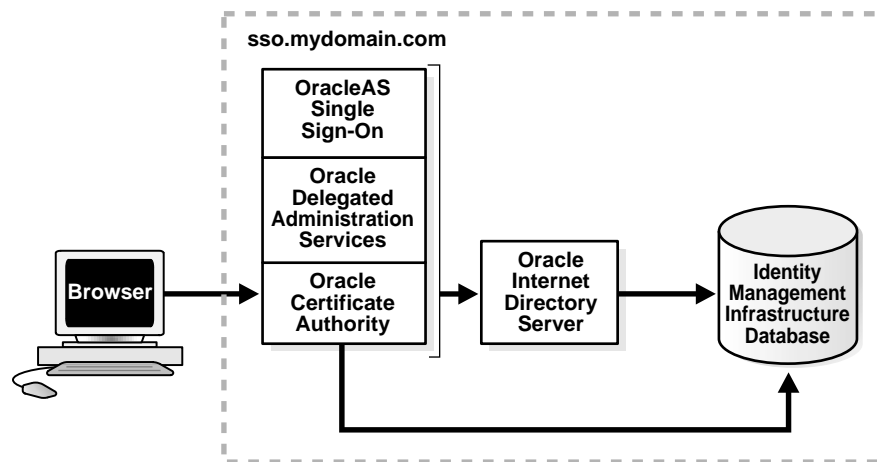 sso.mydomain.com
OracleAS
Single
Sign-On
Oracle
Delegated
Administration
Services
Oracle
Certificate
Authority
Browser
Oracle
Internet
Directory
Server
Identity
Management
Infrastructure
Database